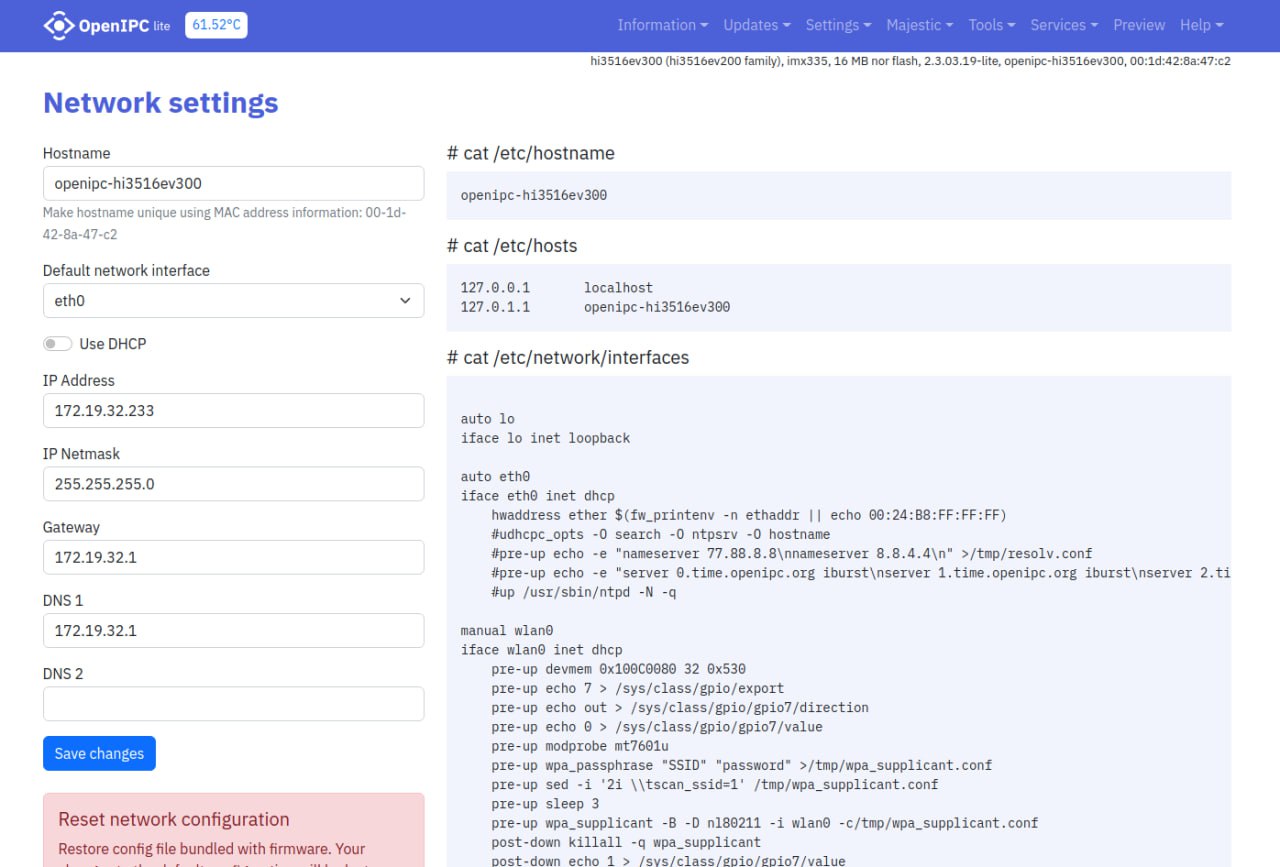 OpenIPC lite 61.52°C Information Updates Settings Majestic Tools Services Preview Help
hi3516ev300 (hi3516ev200 family), imx335, 16 MB nor flash, 2.3.03.19-lite, openipc-hi3516ev300, 00:1d:42:8a:47:c2
Network settings
Hostname
openipc-hi3516ev300
Make hostname unique using MAC address information: 00-1d-
42-8a-47-c2
Default network interface
eth0
Use DHCP
IP Address
172.19.32.233
IP Netmask
255.255.255.0
Gateway
172.19.32.1
DNS 1
172.19.32.1
DNS 2
Save changes
Reset network configuration
Restore config file bundled with firmware. Your
# cat /etc/hostname
openipc-hi3516ev300
# cat /etc/hosts
127.0.0.1 localhost
127.0.1.1 openipc-hi3516ev300
# cat /etc/network/interfaces
auto lo
iface lo inet loopback
auto eth0
iface eth0 inet dhcp
hwaddress ether $(fw_printenv -n ethaddr || echo 00:24:B8:FF:FF:FF)
#udhcpc_opts -O search -O ntpsrv -O hostname
#pre-up echo -e "nameserver 77.88.8.8\nnameserver 8.8.4.4\n" >/tmp/resolv.conf
#pre-up echo -e "server 0.time.openipc.org iburst\nserver 1.time.openipc.org iburst\nserver 2.ti
#up /usr/sbin/ntpd -N -q
manual wlan0
iface wlan0 inet dhcp
pre-up devmem 0x100C0080 32 0x530
pre-up echo 7 > /sys/class/gpio/export
pre-up echo out > /sys/class/gpio/gpio7/direction
pre-up echo 0 > /sys/class/gpio/gpio7/value
pre-up modprobe mt7601u
pre-up wpa_passphrase "SSID" "password" >/tmp/wpa_supplicant.conf
pre-up sed -i '2i \\tscan_ssid=1' /tmp/wpa_supplicant.conf
pre-up sleep 3
pre-up wpa_supplicant -B -D nl80211 -i wlan0 -c/tmp/wpa_supplicant.conf
post-down killall -q wpa_supplicant
post-down echo 1 > /sys/class/gpio/gpio7/value